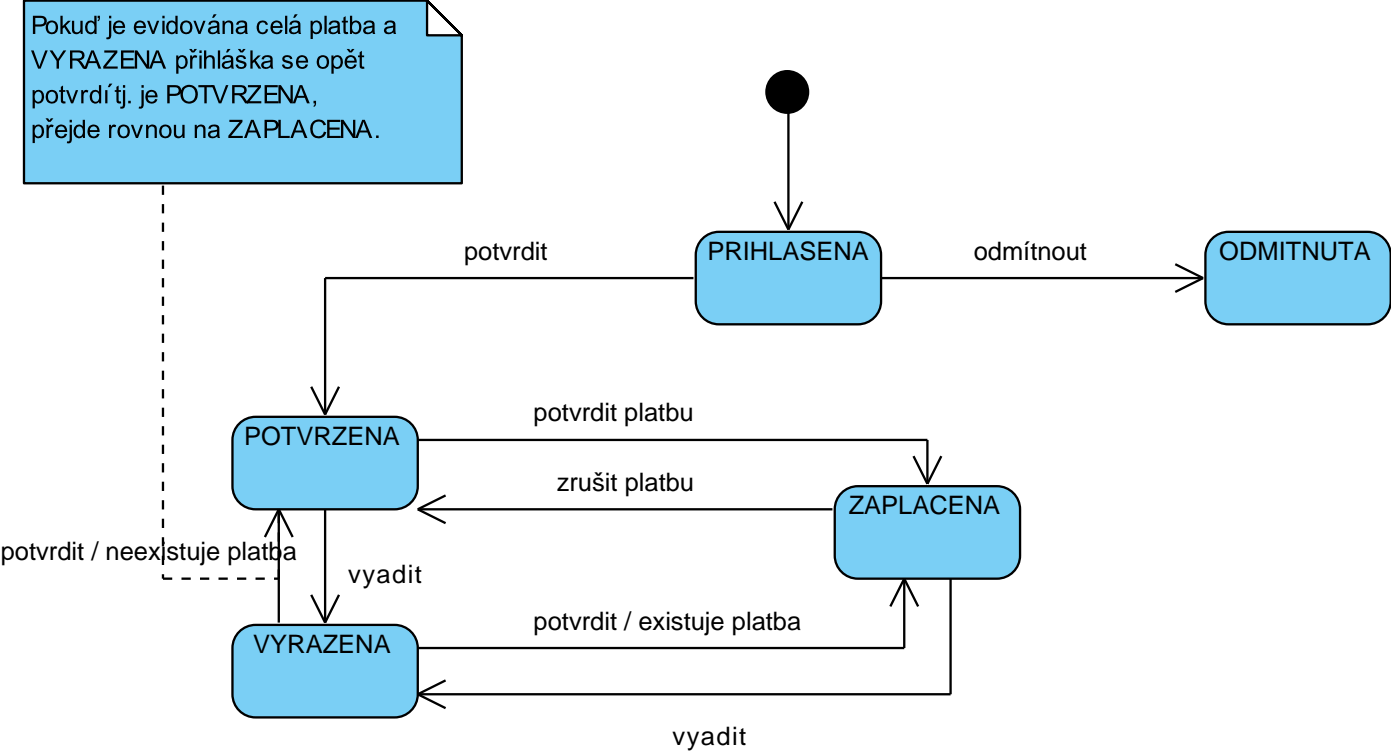 Pokuď je evidována celá platba a
VYRAZENA přihláška se opět
potvrdí tj. je POTVRZENA,
přejde rovnou na ZAPLACENA.
potvrdit
PRIHLASENA
odmítnout
ODMITNUTA
potvrdit platbu
POTVRZENA
zrušit platbu
ZAPLACENA
potvrdit / neexistuje platba
vyadit
potvrdit / existuje platba
VYRAZENA
vyadit